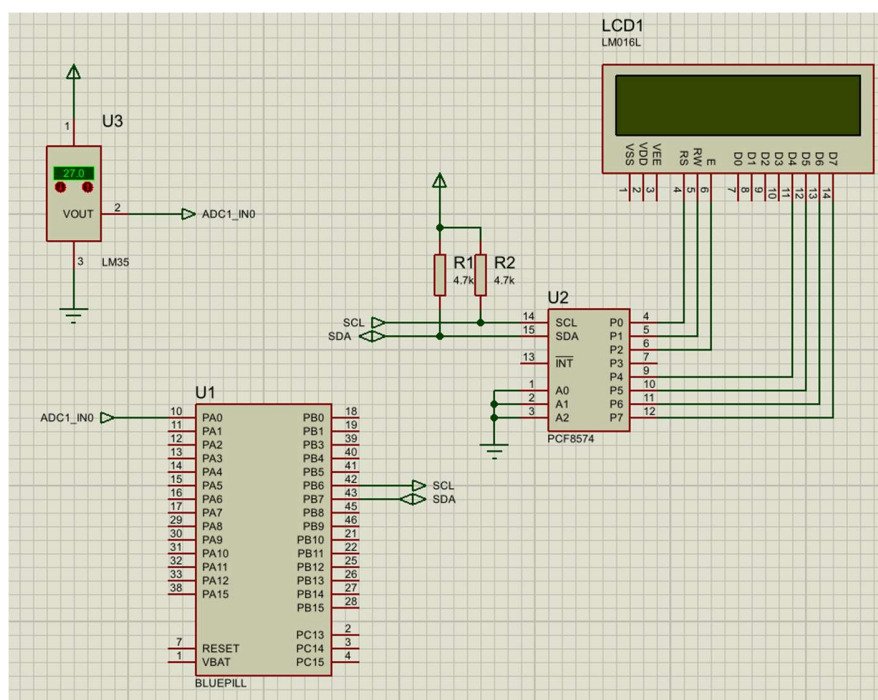 LCD1
LM016L
VSS VDD VEE RS RW E D0 D1 D2 D3 D4 D5 D6 D7
1 2 3 4 5 6 7 8 9 10 11 12 13 14
U3
1
27.0
VOUT 2 ADC1_IN0
3 LM35
R1 R2
4.7k 4.7k
U2
SCL 14 SCL P0 4
SDA 15 SDA P1 5
P2 6
13 INT P3 7
P4 9
1 A0 P5 10
2 A1 P6 11
3 A2 P7 12
PCF8574
U1
ADC1_IN0 10 PA0 PB0 18
11 PA1 PB1 19
12 PA2 PB3 39
13 PA3 PB4 40
14 PA4 PB5 41
15 PA5 PB6 42 SCL
16 PA6 PB7 43 SDA
17 PA7 PB8 45
29 PA8 PB9 46
30 PA9 PB10 21
31 PA10 PB11 22
32 PA11 PB12 25
33 PA12 PB13 26
38 PA15 PB14 27
PB15 28
PC13 2
7 RESET PC14 3
1 VBAT PC15 4
BLUEPILL